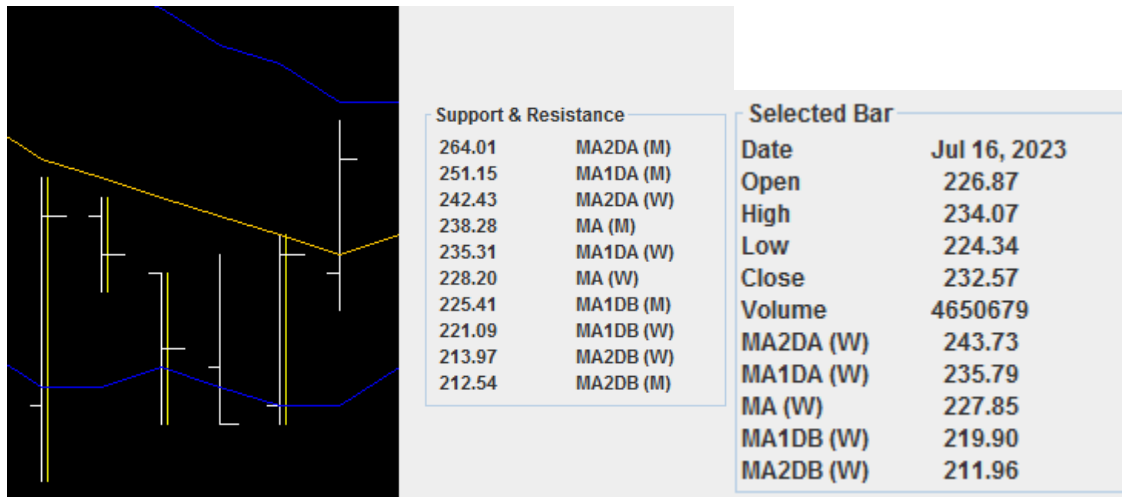 Support & Resistance
264.01 MA2DA (M)
251.15 MA1DA (M)
242.43 MA2DA (W)
238.28 MA (M)
235.31 MA1DA (W)
228.20 MA (W)
225.41 MA1DB (M)
221.09 MA1DB (W)
213.97 MA2DB (W)
212.54 MA2DB (M)
Selected Bar
Date Jul 16, 2023
Open 226.87
High 234.07
Low 224.34
Close 232.57
Volume 4650679
MA2DA (W) 243.73
MA1DA (W) 235.79
MA (W) 227.85
MA1DB (W) 219.90
MA2DB (W) 211.96